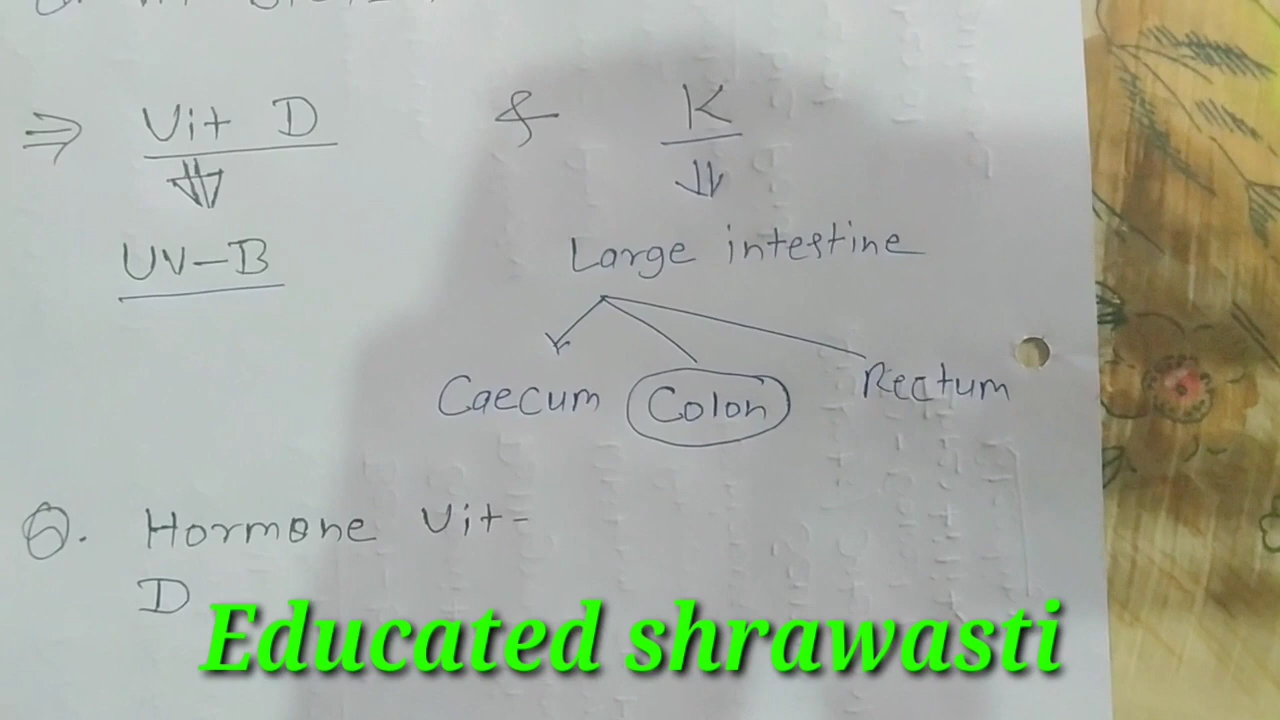 ⇒ Vit D & K
UV-B
Large intestine
Caecum Colon Rectum
Q. Hormone Vit-
D
Educated shrawasti